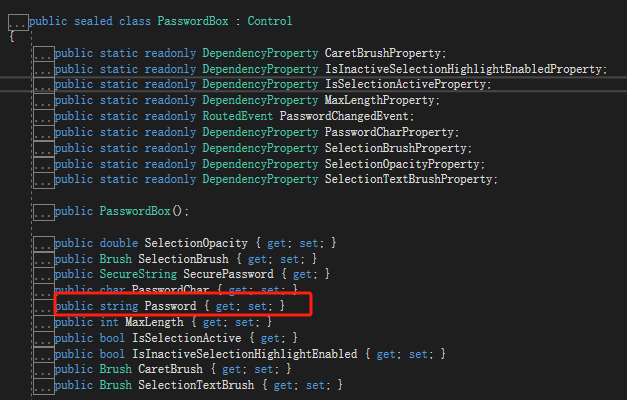 ...public sealed class PasswordBox : Control
{
...public static readonly DependencyProperty CaretBrushProperty;
...public static readonly DependencyProperty IsInactiveSelectionHighlightEnabledProperty;
...public static readonly DependencyProperty IsSelectionActiveProperty;
...public static readonly DependencyProperty MaxLengthProperty;
...public static readonly RoutedEvent PasswordChangedEvent;
...public static readonly DependencyProperty PasswordCharProperty;
...public static readonly DependencyProperty SelectionBrushProperty;
...public static readonly DependencyProperty SelectionOpacityProperty;
...public static readonly DependencyProperty SelectionTextBrushProperty;
...public PasswordBox();
...public double SelectionOpacity { get; set; }
...public Brush SelectionBrush { get; set; }
...public SecureString SecurePassword { get; }
...public char PasswordChar { get; set; }
...public string Password { get; set; }
...public int MaxLength { get; set; }
...public bool IsSelectionActive { get; }
...public bool IsInactiveSelectionHighlightEnabled { get; set; }
...public Brush CaretBrush { get; set; }
...public Brush SelectionTextBrush { get; set; }